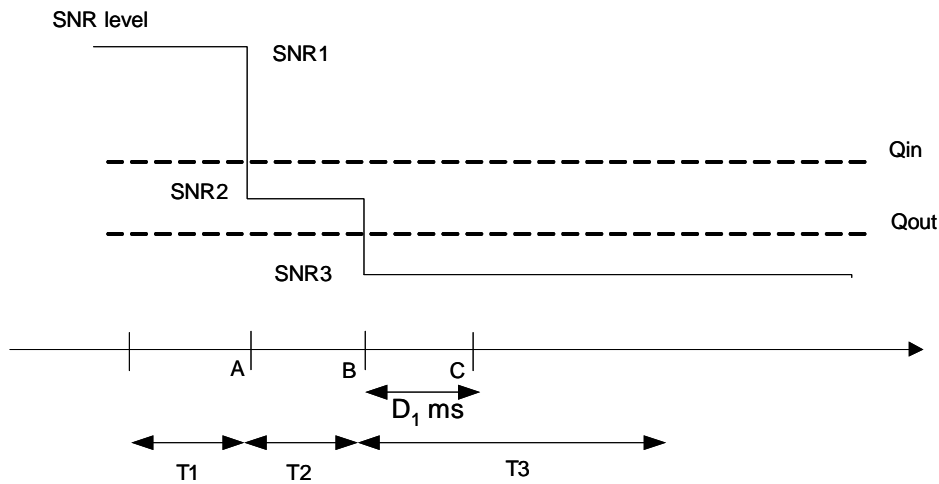 SNR level
SNR1
Qin
SNR2
Qout
SNR3
A
B
C
D₁ ms
T1
T2
T3